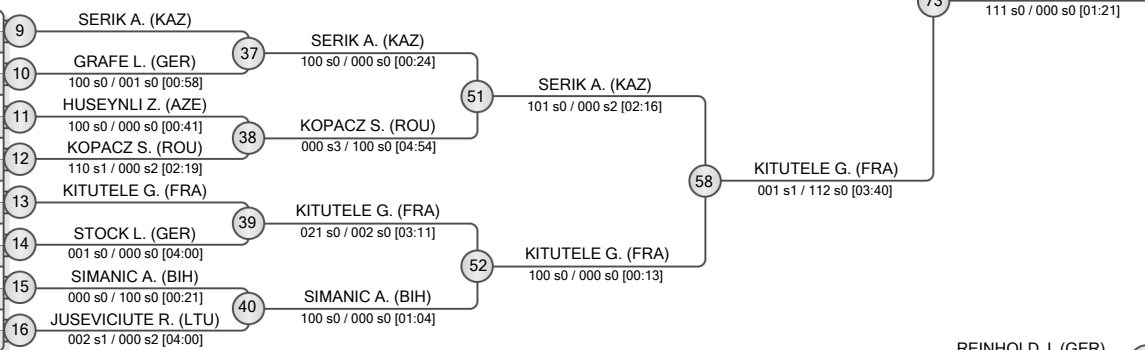 73
111 s0 / 000 s0 [01:21]
9
SERIK A. (KAZ)
37
SERIK A. (KAZ)
100 s0 / 000 s0 [00:24]
10
GRAFE L. (GER)
100 s0 / 001 s0 [00:58]
51
SERIK A. (KAZ)
101 s0 / 000 s2 [02:16]
11
HUSEYNLI Z. (AZE)
100 s0 / 000 s0 [00:41]
38
KOPACZ S. (ROU)
000 s3 / 100 s0 [04:54]
12
KOPACZ S. (ROU)
110 s1 / 000 s2 [02:19]
58
KITUTELE G. (FRA)
001 s1 / 112 s0 [03:40]
13
KITUTELE G. (FRA)
39
KITUTELE G. (FRA)
021 s0 / 002 s0 [03:11]
14
STOCK L. (GER)
001 s0 / 000 s0 [04:00]
52
KITUTELE G. (FRA)
100 s0 / 000 s0 [00:13]
15
SIMANIC A. (BIH)
000 s0 / 100 s0 [00:21]
40
SIMANIC A. (BIH)
100 s0 / 000 s0 [01:04]
16
JUSEVICIUTE R. (LTU)
002 s1 / 000 s2 [04:00]
REINHOLD J. (GER)